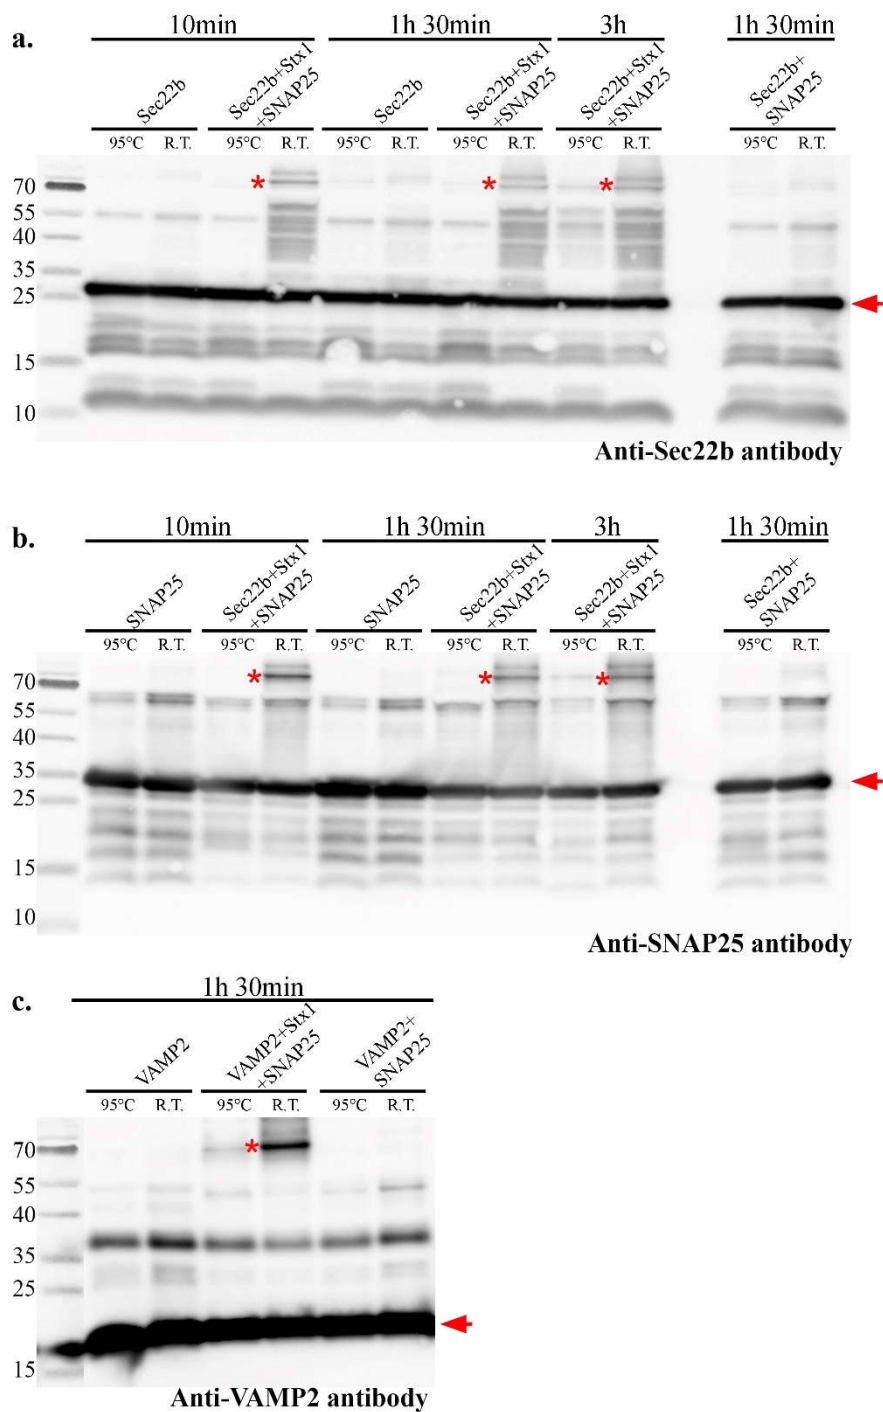 a.
10min 1h 30min 3h 1h 30min
Sec22b Sec22b+Stx1 +SNAP25 Sec22b Sec22b+Stx1 +SNAP25 Sec22b+Stx1 +SNAP25 Sec22b+ SNAP25
95°C R.T. 95°C R.T. 95°C R.T. 95°C R.T. 95°C R.T. 95°C R.T.
70
55
40
35
25
15
10
Anti-Sec22b antibody
b.
10min 1h 30min 3h 1h 30min
SNAP25 Sec22b+Stx1 +SNAP25 SNAP25 Sec22b+Stx1 +SNAP25 Sec22b+Stx1 +SNAP25 Sec22b+ SNAP25
95°C R.T. 95°C R.T. 95°C R.T. 95°C R.T. 95°C R.T. 95°C R.T.
70
55
40
35
25
15
10
Anti-SNAP25 antibody
c.
1h 30min
VAMP2 VAMP2+Stx1 +SNAP25 VAMP2+ SNAP25
95°C R.T. 95°C R.T. 95°C R.T.
70
55
40
35
25
15
Anti-VAMP2 antibody